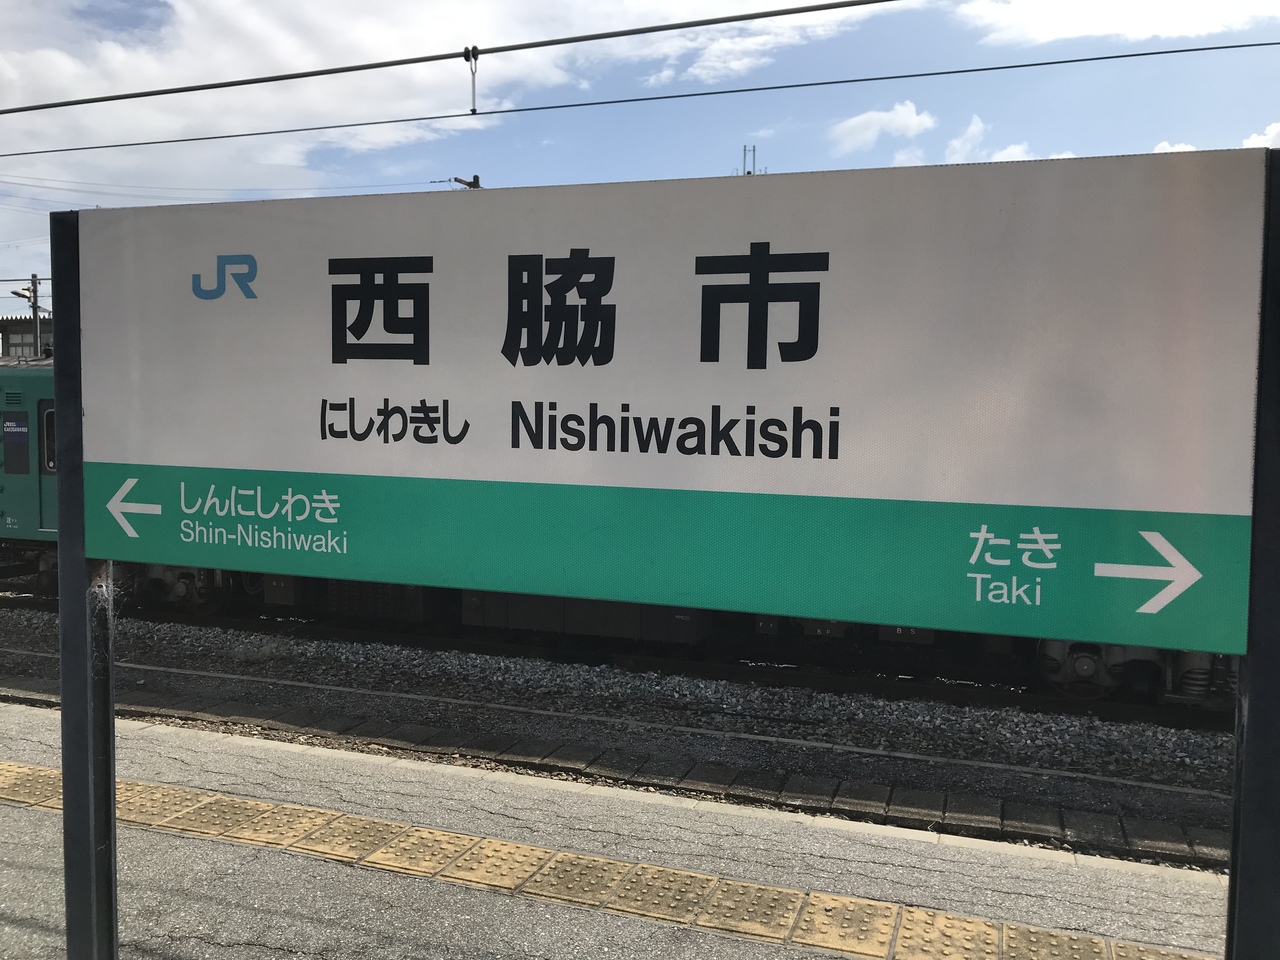 JR 西脇市
にしわきし Nishiwakishi
しんにしわき
Shin-Nishiwaki
たき
Taki